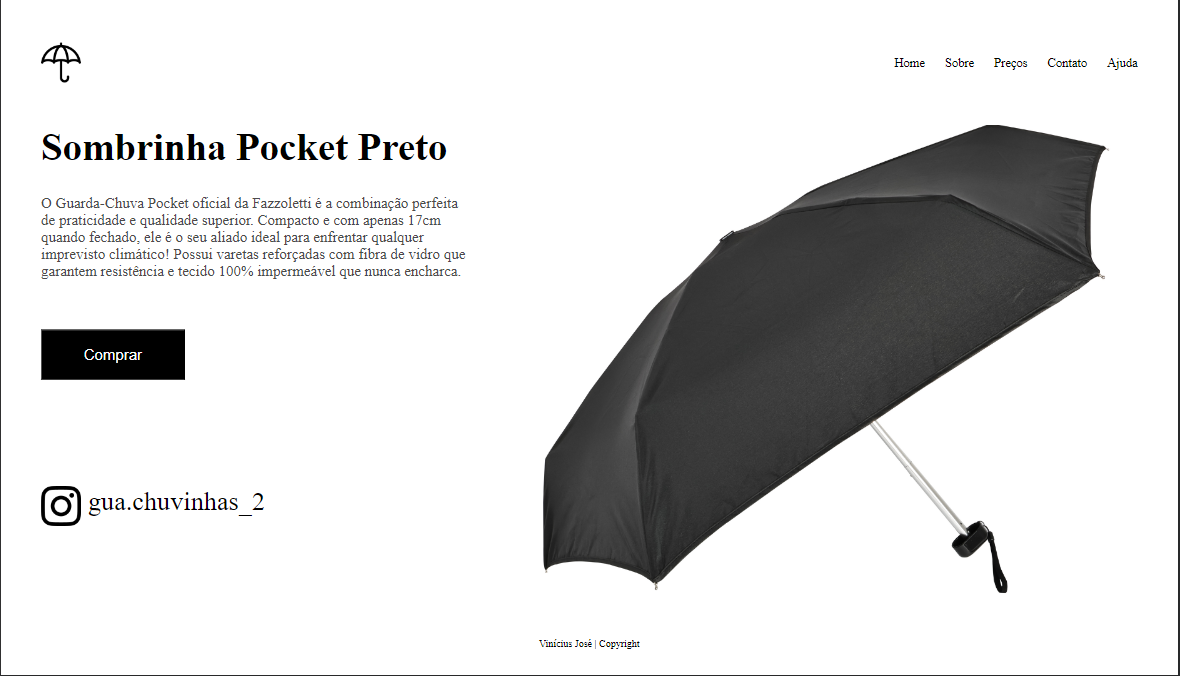 Home Sobre Preços Contato Ajuda
Sombrinha Pocket Preto
O Guarda-Chuva Pocket oficial da Fazzoletti é a combinação perfeita
de praticidade e qualidade superior. Compacto e com apenas 17cm
quando fechado, ele é o seu aliado ideal para enfrentar qualquer
imprevisto climático! Possui varetas reforçadas com fibra de vidro que
garantem resistência e tecido 100% impermeável que nunca encharca.
Comprar
gua.chuvinhas_2
Vinícius José | Copyright